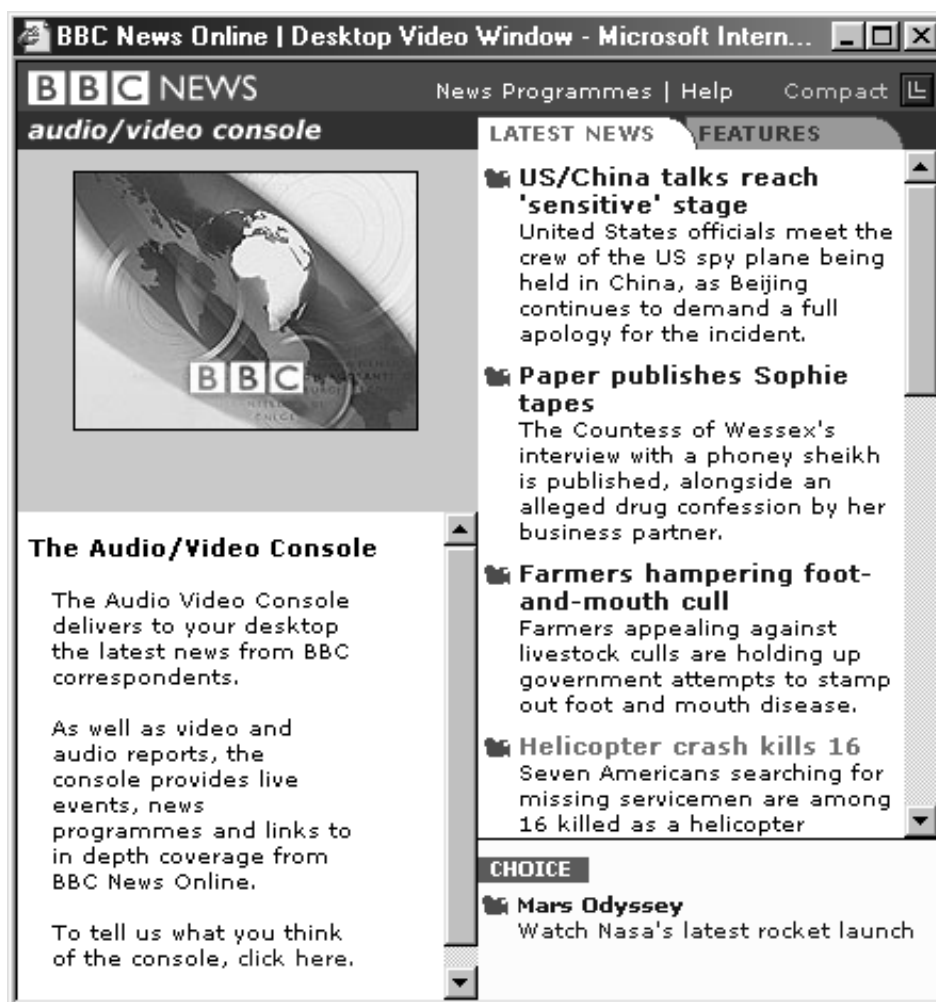 BBC News Online | Desktop Video Window - Microsoft Intern...
BBC NEWS
News Programmes | Help
Compact
audio/video console
LATEST NEWS
FEATURES
BBC
The Audio/Video Console
The Audio Video Console
delivers to your desktop
the latest news from BBC
correspondents.
As well as video and
audio reports, the
console provides live
events, news
programmes and links to
in depth coverage from
BBC News Online.
To tell us what you think
of the console, click here.
US/China talks reach
'sensitive' stage
United States officials meet the
crew of the US spy plane being
held in China, as Beijing
continues to demand a full
apology for the incident.
Paper publishes Sophie
tapes
The Countess of Wessex's
interview with a phoney sheikh
is published, alongside an
alleged drug confession by her
business partner.
Farmers hampering foot-
and-mouth cull
Farmers appealing against
livestock culls are holding up
government attempts to stamp
out foot and mouth disease.
Helicopter crash kills 16
Seven Americans searching for
missing servicemen are among
16 killed as a helicopter
CHOICE
Mars Odyssey
Watch Nasa's latest rocket launch